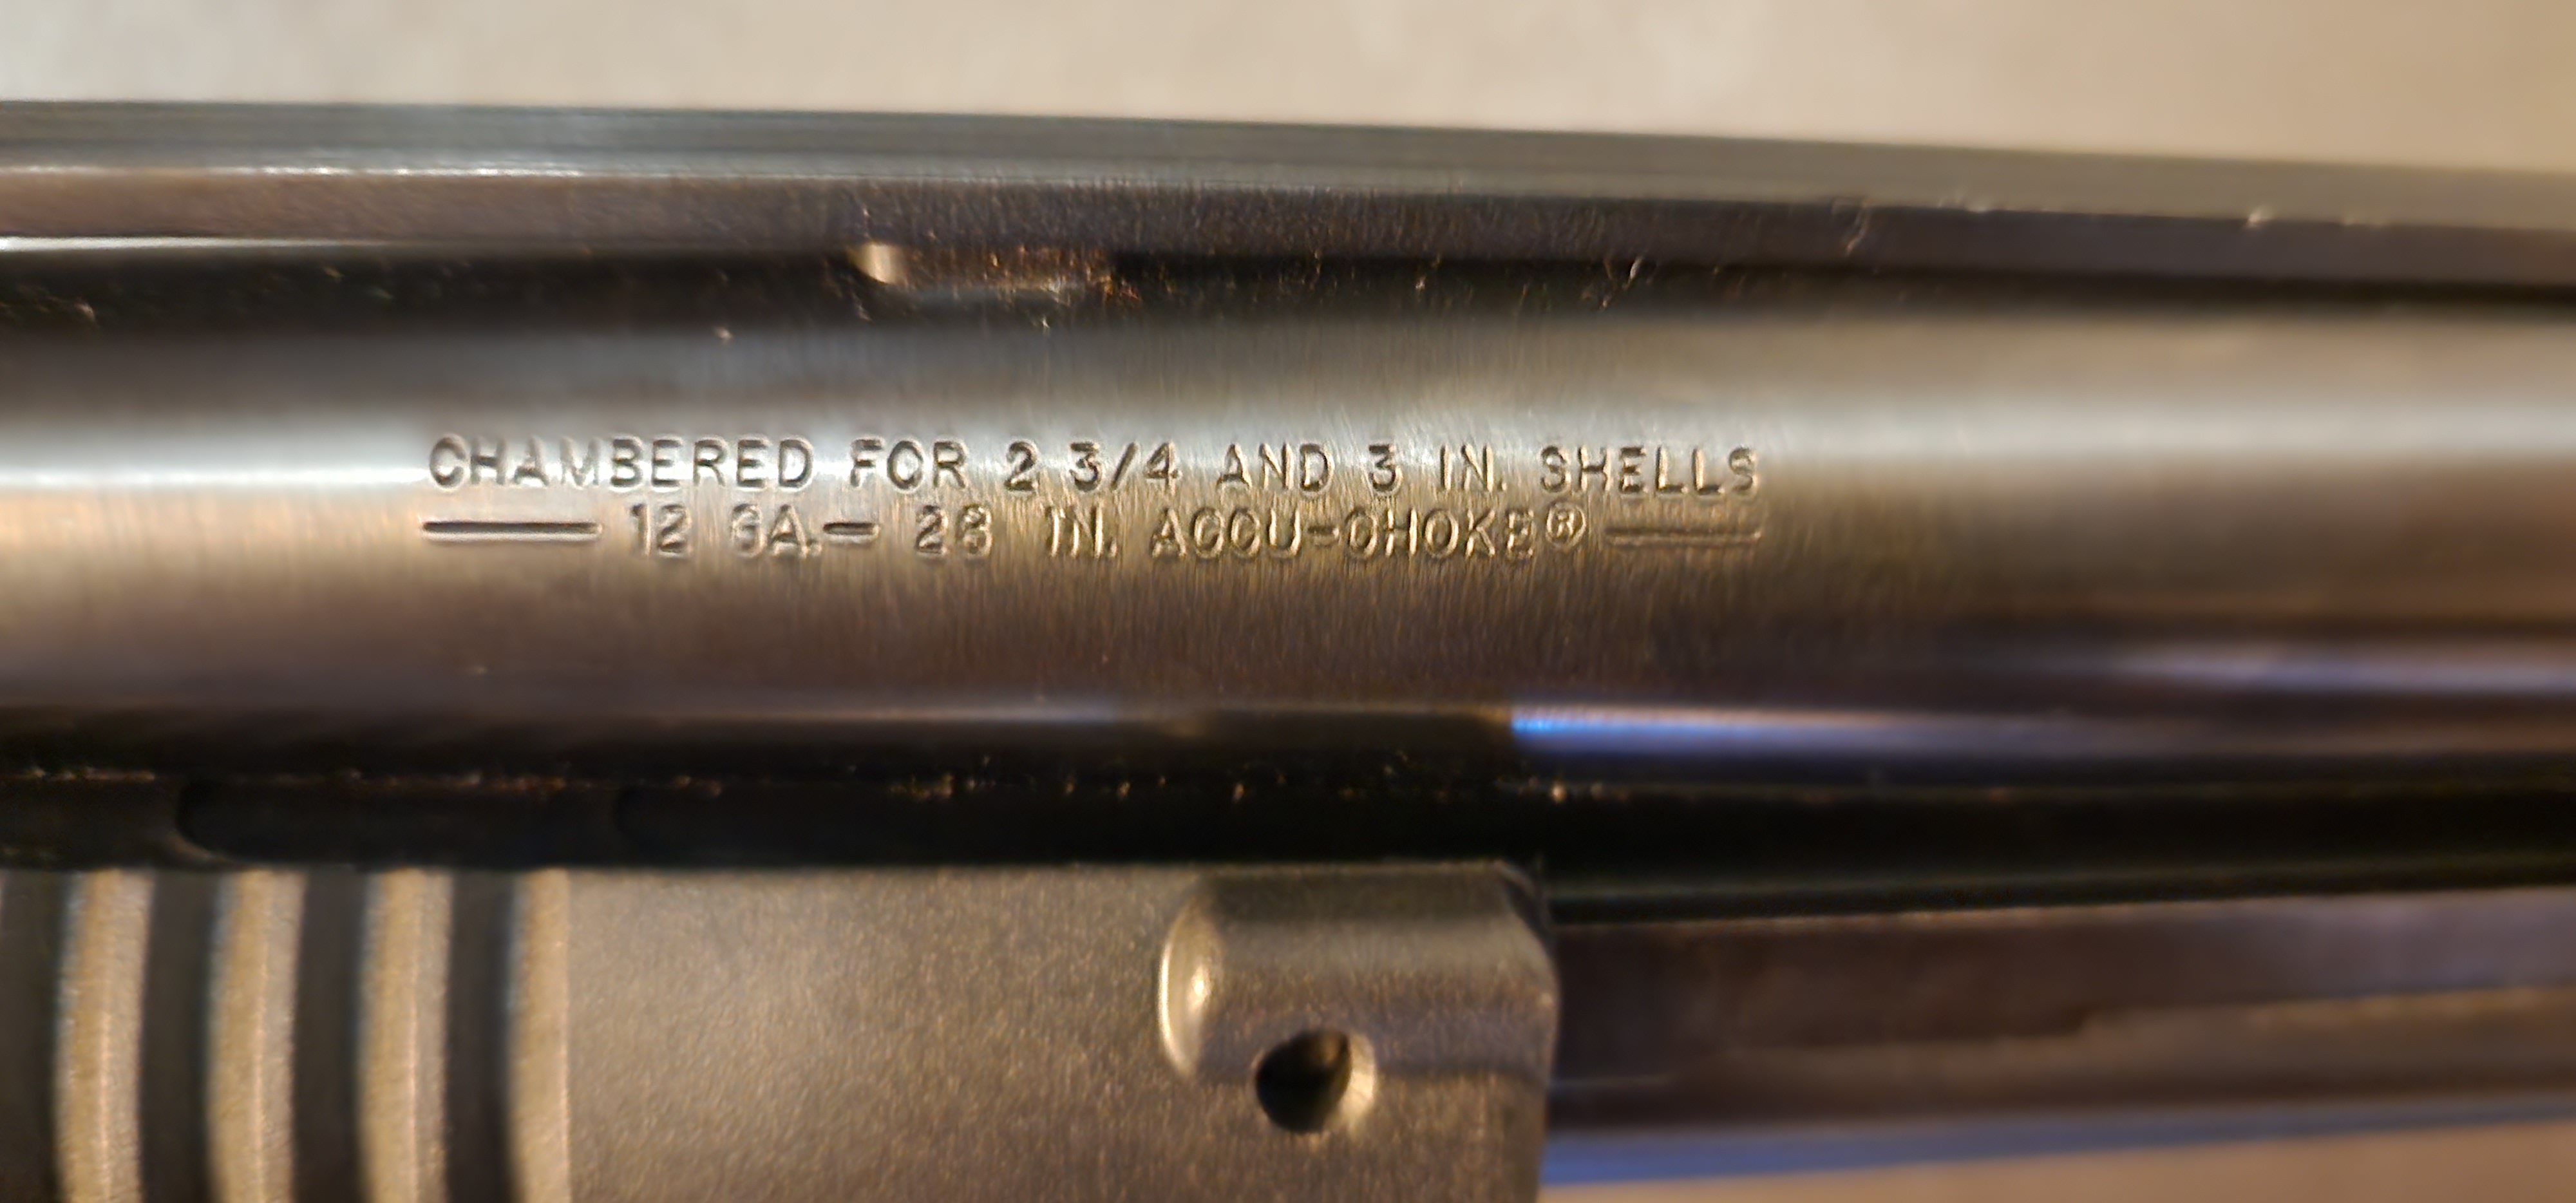 CHAMBERED FOR 2 3/4 AND 3 IN. SHELLS
12 GA.- 28 IN. ACCU-CHOKE®